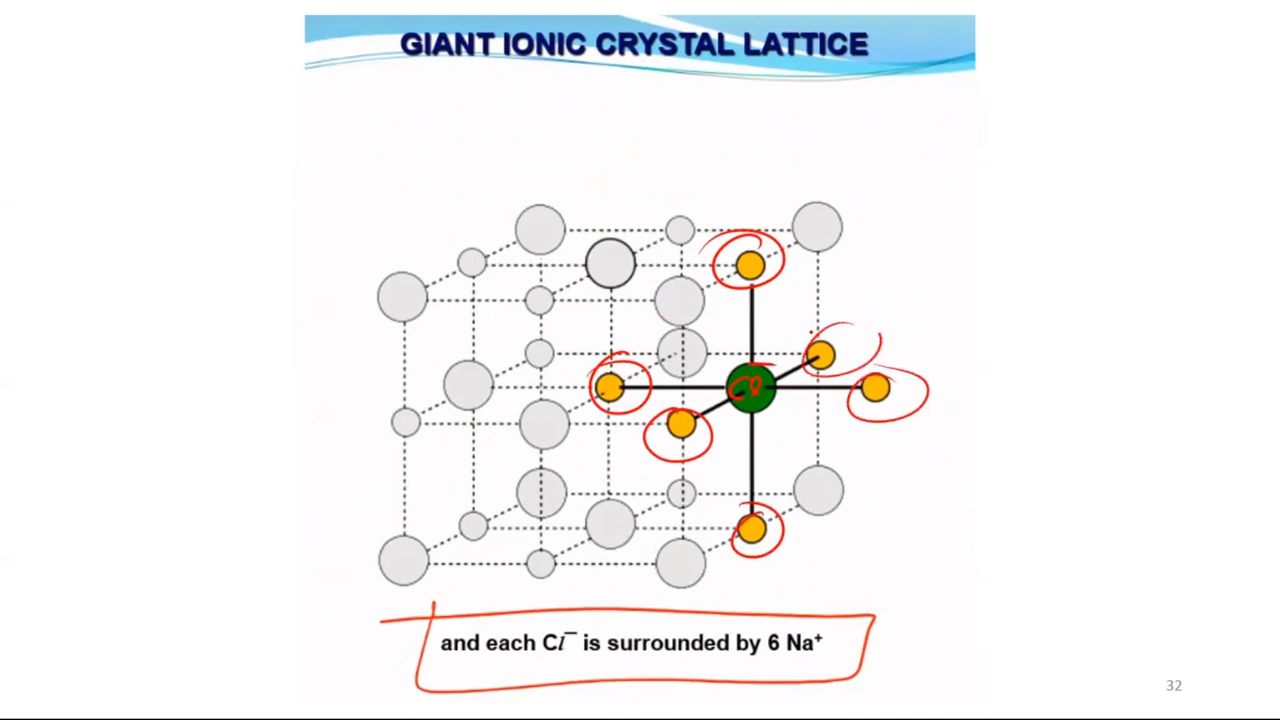 GIANT IONIC CRYSTAL LATTICE
Cl
and each Cl⁻ is surrounded by 6 Na⁺
32